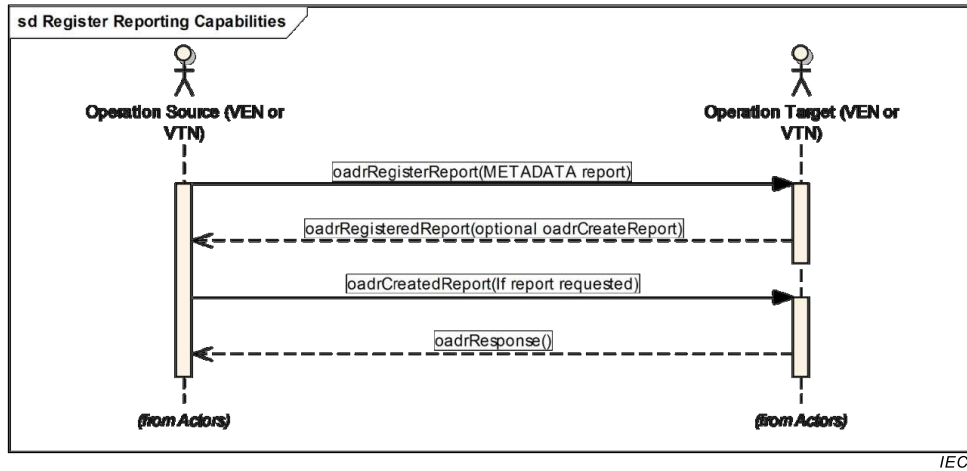 sd Register Reporting Capabilities
Operation Source (VEN or
VTN)
Operation Target (VEN or
VTN)
oadrRegisterReport(METADATA report)
oadrRegisteredReport(optional oadrCreateReport)
oadrCreatedReport(If report requested)
oadrResponse()
(from Actors)
(from Actors)
IEC